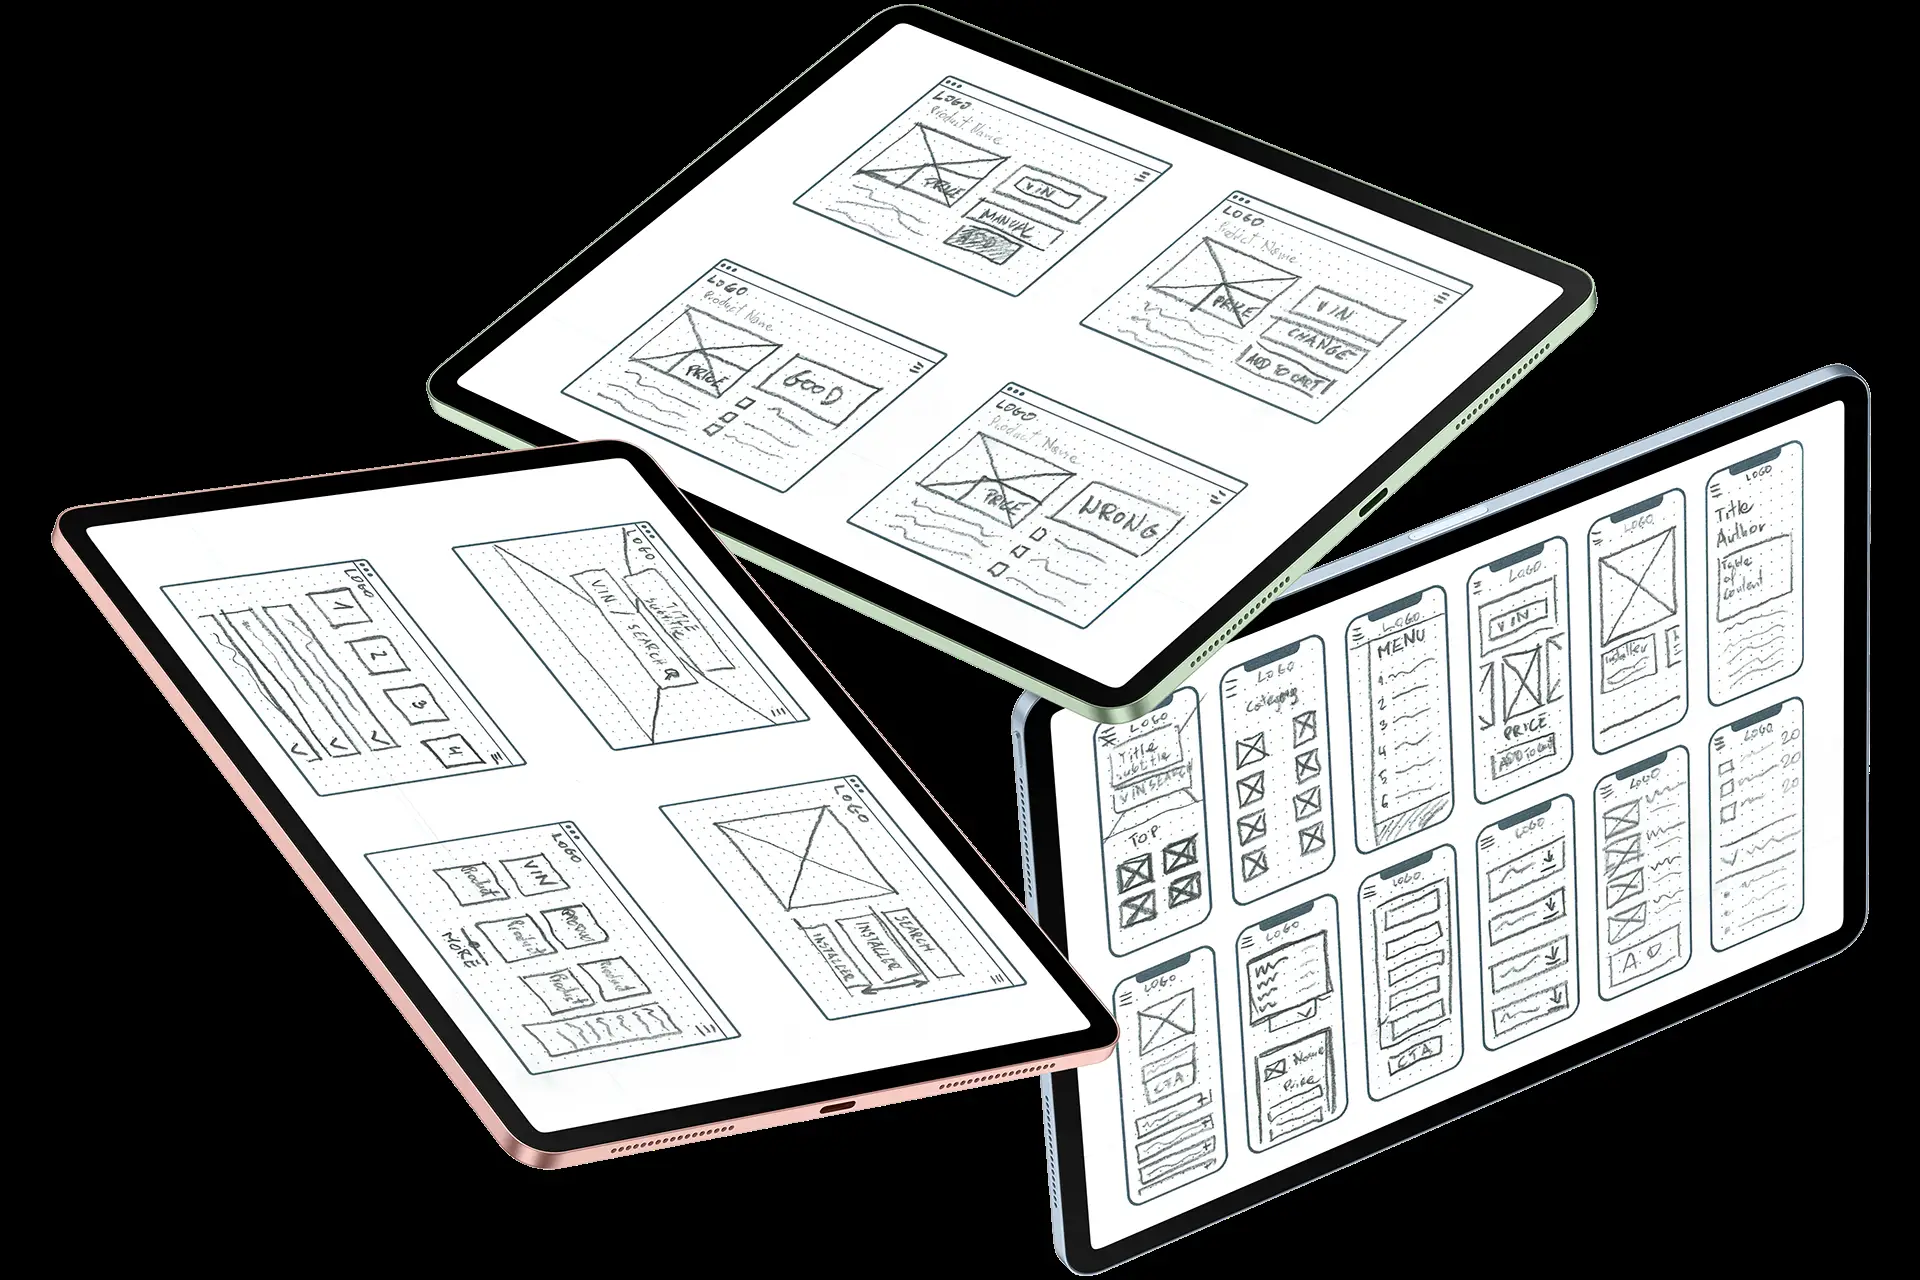 LOGO
Product Name
PRICE
VIN
MANUAL
ADD
LOGO
Product Name
PRICE
VIN
CHANGE
ADD TO CART
LOGO
Product Name
PRICE
GOOD
LOGO
Product Name
PRICE
WRONG
LOGO
1
2
3
4
LOGO
TITLE
SUBTITLE
VIN / SEARCH
LOGO
VIN
Product
Product
Product
Product
Product
MORE
LOGO
SEARCH
INSTALLER
INSTALLER
LOGO
Title
subtitle
VIN SEARCH
TOP
LOGO
Category
LOGO
MENU
1
2
3
4
5
6
LOGO
VIN
PRICE
ADD TO CART
LOGO
Installer
LOGO
Title
Author
Table
of
content
LOGO
CTA
LOGO
Name
Price
LOGO
CTA
LOGO
LOGO
A
LOGO
20
20
20